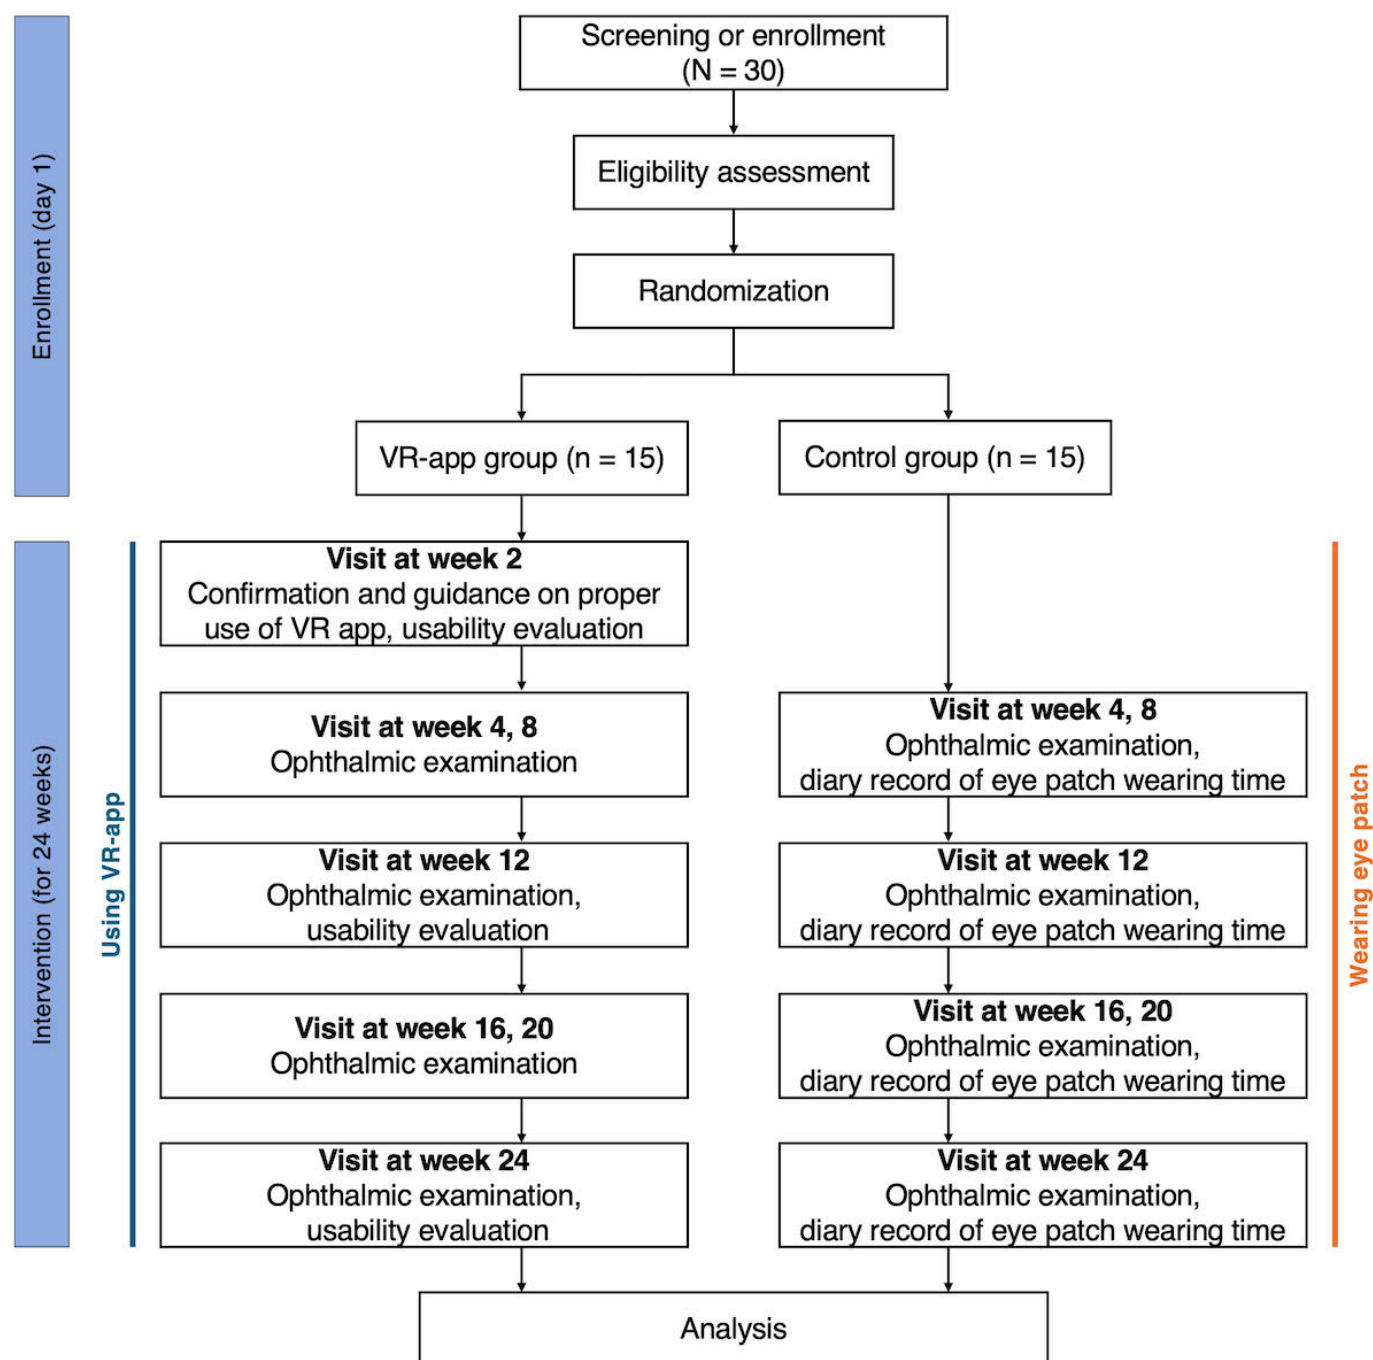 Screening or enrollment
(N = 30)
Eligibility assessment
Randomization
Enrollment (day 1)
VR-app group (n = 15)
Control group (n = 15)
Intervention (for 24 weeks)
Using VR-app
Visit at week 2
Confirmation and guidance on proper
use of VR app, usability evaluation
Visit at week 4, 8
Ophthalmic examination
Visit at week 12
Ophthalmic examination,
usability evaluation
Visit at week 16, 20
Ophthalmic examination
Visit at week 24
Ophthalmic examination,
usability evaluation
Visit at week 4, 8
Ophthalmic examination,
diary record of eye patch wearing time
Visit at week 12
Ophthalmic examination,
diary record of eye patch wearing time
Visit at week 16, 20
Ophthalmic examination,
diary record of eye patch wearing time
Visit at week 24
Ophthalmic examination,
diary record of eye patch wearing time
Wearing eye patch
Analysis